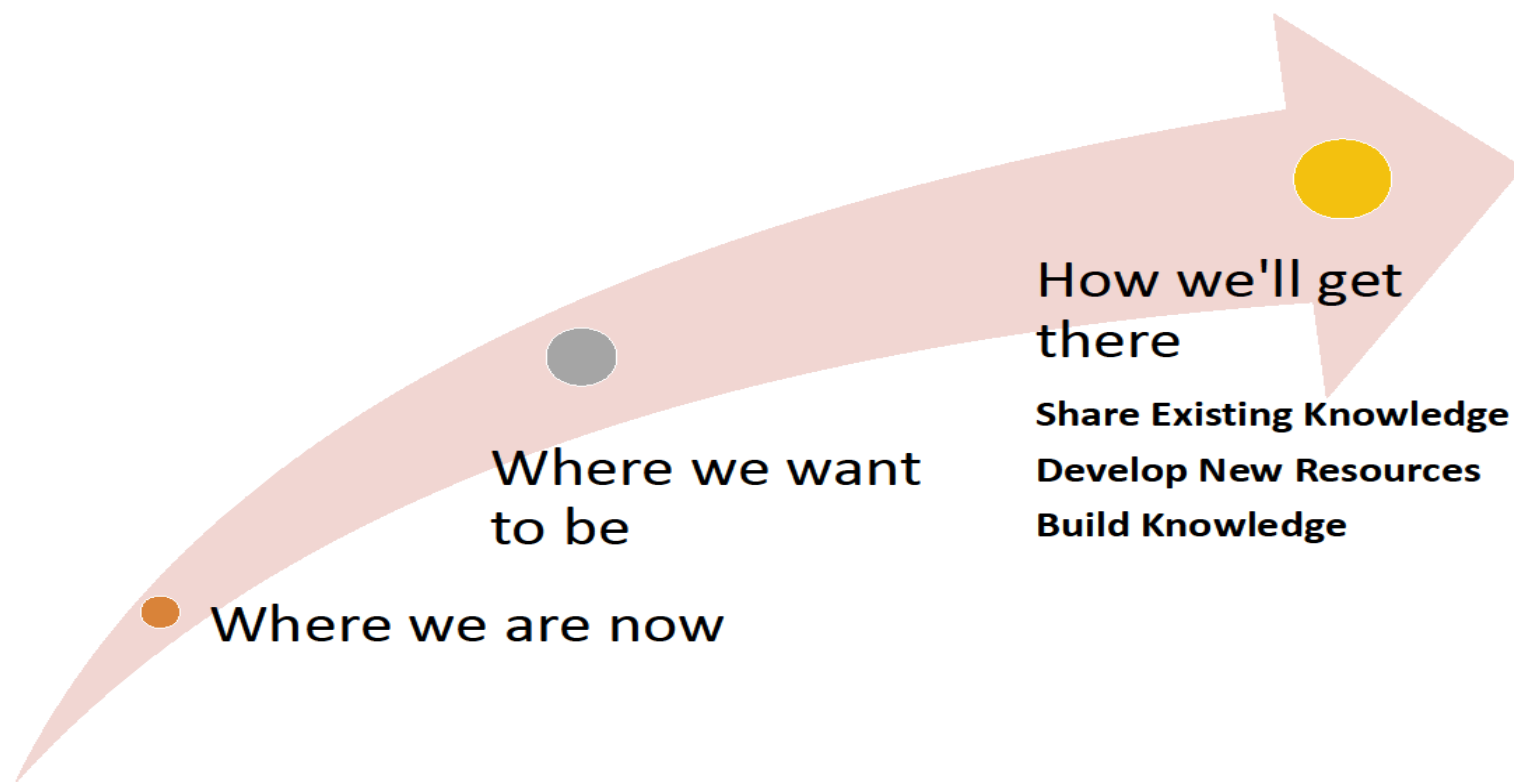 Where we are now
Where we want
to be
How we'll get
there
Share Existing Knowledge
Develop New Resources
Build Knowledge